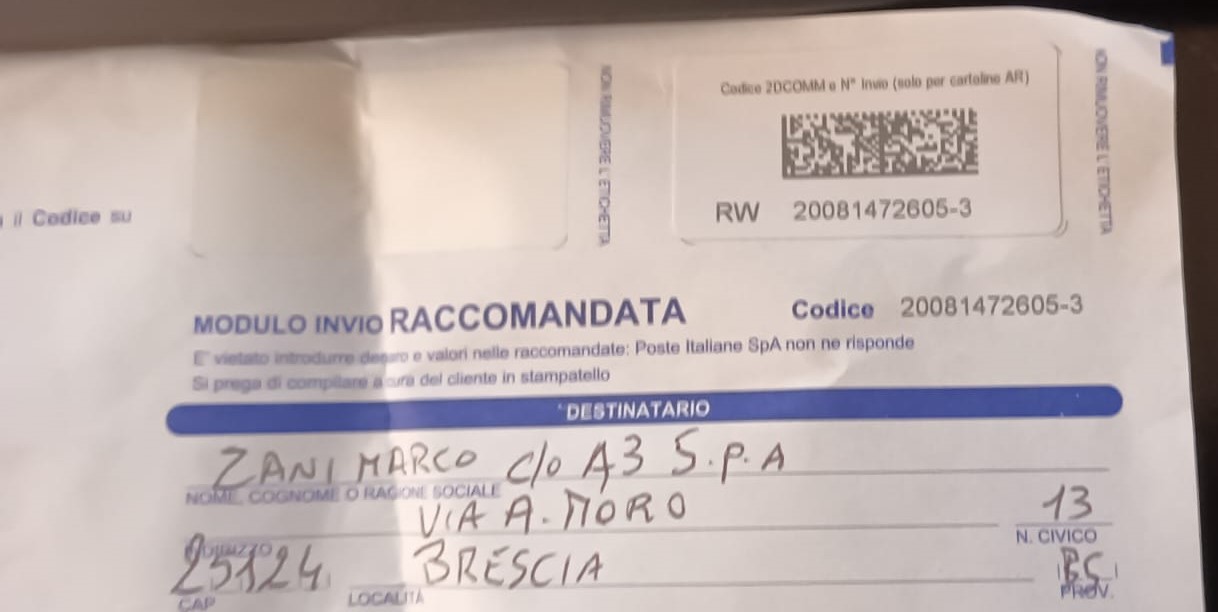 Codice 2DCOMM e N° Invio (solo per cartoline AR)
NON RIMUOVERE L'ETICHETTA
NON RIMUOVERE L'ETICHETTA
RW 20081472605-3
il Codice su
MODULO INVIO RACCOMANDATA Codice 20081472605-3
E' vietato introdurre denaro e valori nelle raccomandate: Poste Italiane SpA non ne risponde
Si prega di compilare a cura del cliente in stampatello
DESTINATARIO
ZANI MARCO c/o A3 S.P.A
NOME, COGNOME O RAGIONE SOCIALE
VIA A. MORO 13
INDIRIZZO N. CIVICO
25124 BRESCIA BS
CAP LOCALITÀ PROV.